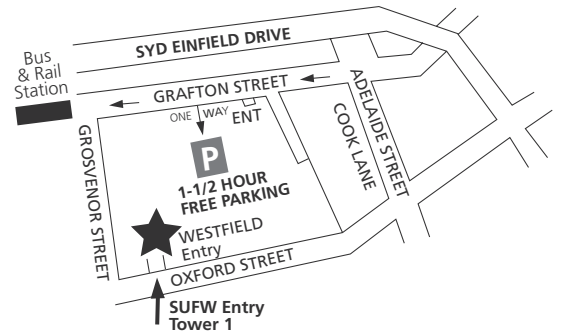 SYD EINFIELD DRIVE
Bus
& Rail
Station
GRAFTON STREET
ONE WAY
ENT
P
1-1/2 HOUR
FREE PARKING
ADELAIDE STREET
COOK LANE
GROSVENOR STREET
WESTFIELD
Entry
OXFORD STREET
SUFW Entry
Tower 1